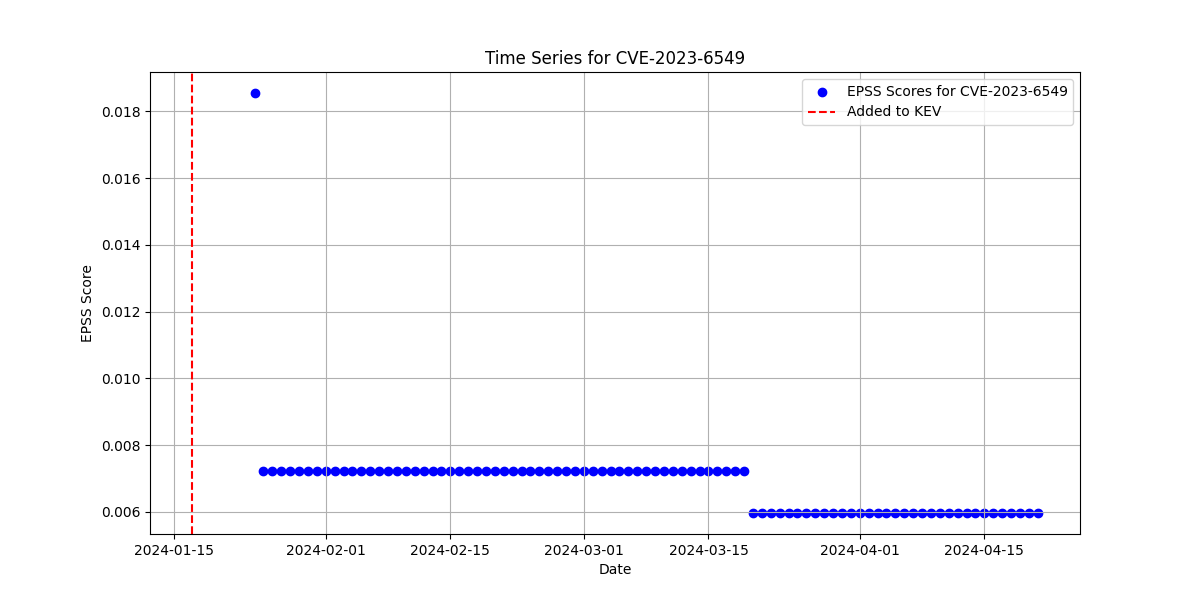 Time Series for CVE-2023-6549
EPSS Scores for CVE-2023-6549
Added to KEV
EPSS Score
0.018
0.016
0.014
0.012
0.010
0.008
0.006
2024-01-15
2024-02-01
2024-02-15
2024-03-01
2024-03-15
2024-04-01
2024-04-15
Date